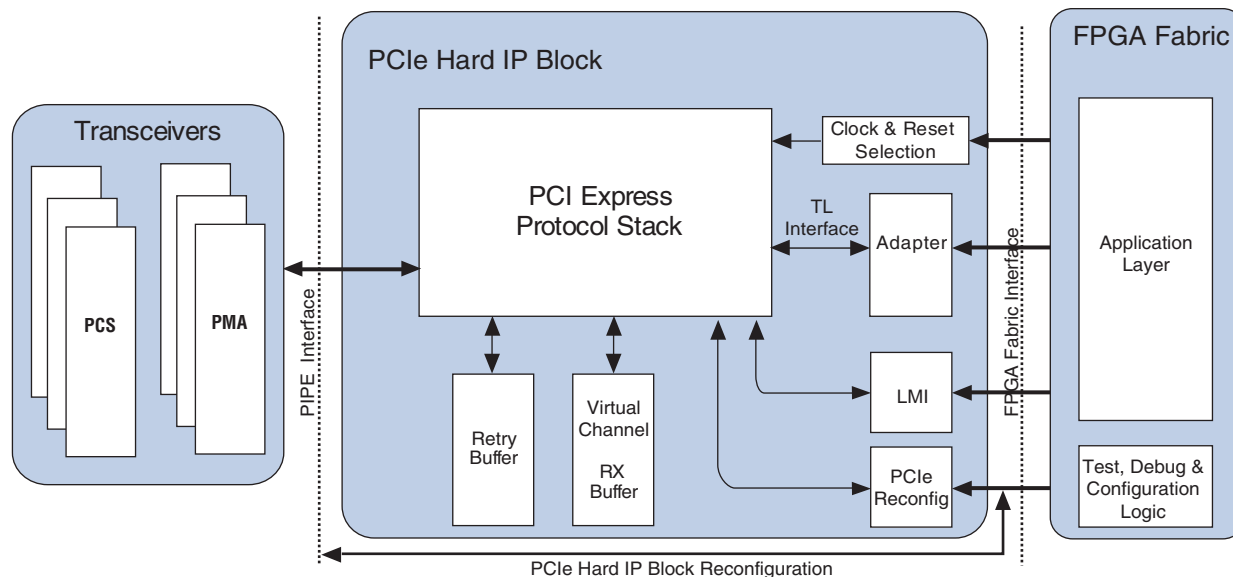 Transceivers
PCS
PMA
PIPE Interface
PCIe Hard IP Block
PCI Express
Protocol Stack
Clock & Reset
Selection
TL
Interface
Adapter
Retry
Buffer
Virtual
Channel
RX
Buffer
LMI
PCIe
Reconfig
FPGA Fabric Interface
FPGA Fabric
Application
Layer
Test, Debug &
Configuration
Logic
PCIe Hard IP Block Reconfiguration